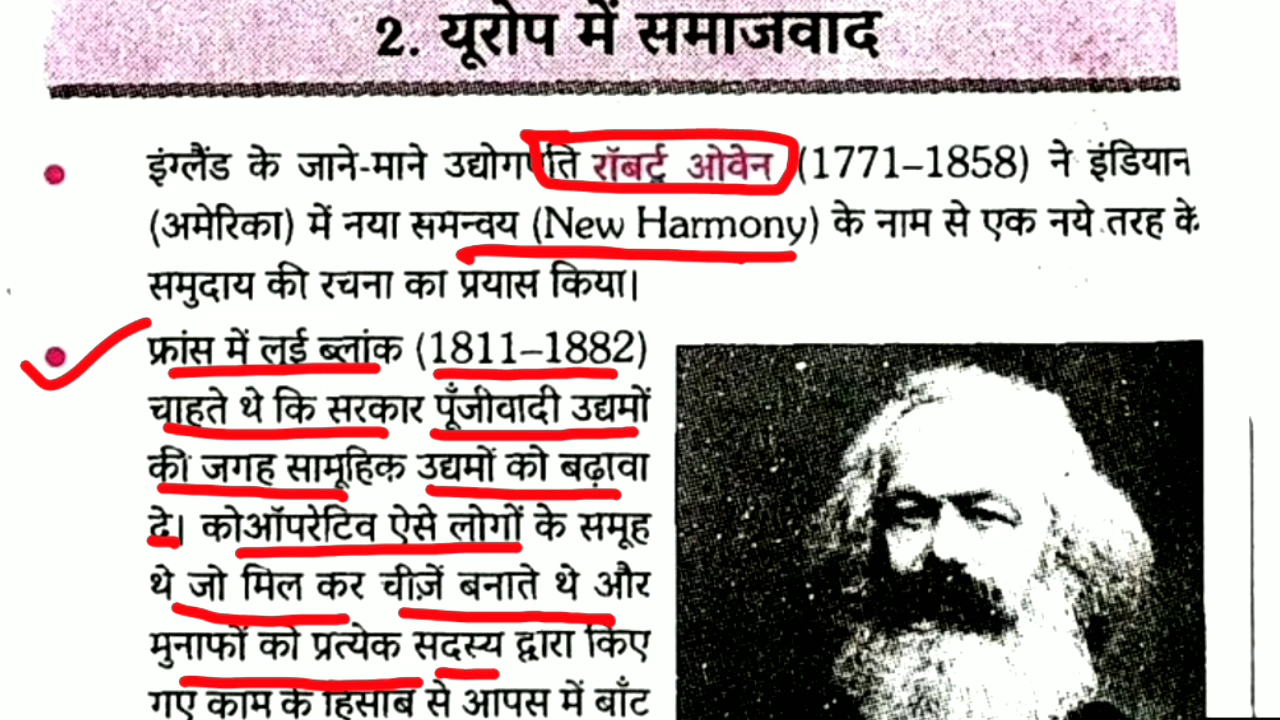 2. यूरोप में समाजवाद
इंग्लैंड के जाने-माने उद्योगपति रॉबर्ट ओवेन (1771–1858) ने इंडियान
(अमेरिका) में नया समन्वय (New Harmony) के नाम से एक नये तरह के
समुदाय की रचना का प्रयास किया।
फ्रांस में लुई ब्लांक (1811–1882)
चाहते थे कि सरकार पूँजीवादी उद्यमों
की जगह सामूहिक उद्यमों को बढ़ावा
दे। कोऑपरेटिव ऐसे लोगों के समूह
थे जो मिल कर चीज़ें बनाते थे और
मुनाफों को प्रत्येक सदस्य द्वारा किए
गए काम के हिसाब से आपस में बाँट